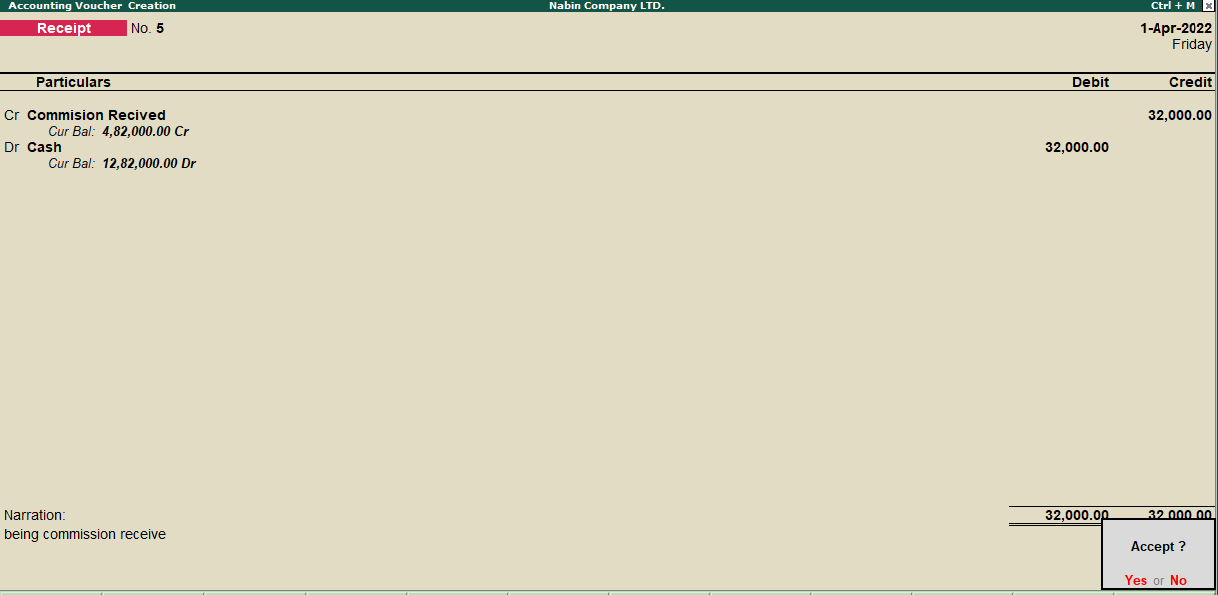 Accounting Voucher Creation Nabin Company LTD. Ctrl + M x
Receipt No. 5 1-Apr-2022
Friday
Particulars Debit Credit
Cr Commision Recived 32,000.00
Cur Bal: 4,82,000.00 Cr
Dr Cash 32,000.00
Cur Bal: 12,82,000.00 Dr
Narration: 32,000.00 32,000.00
being commission receive
Accept ?
Yes or No